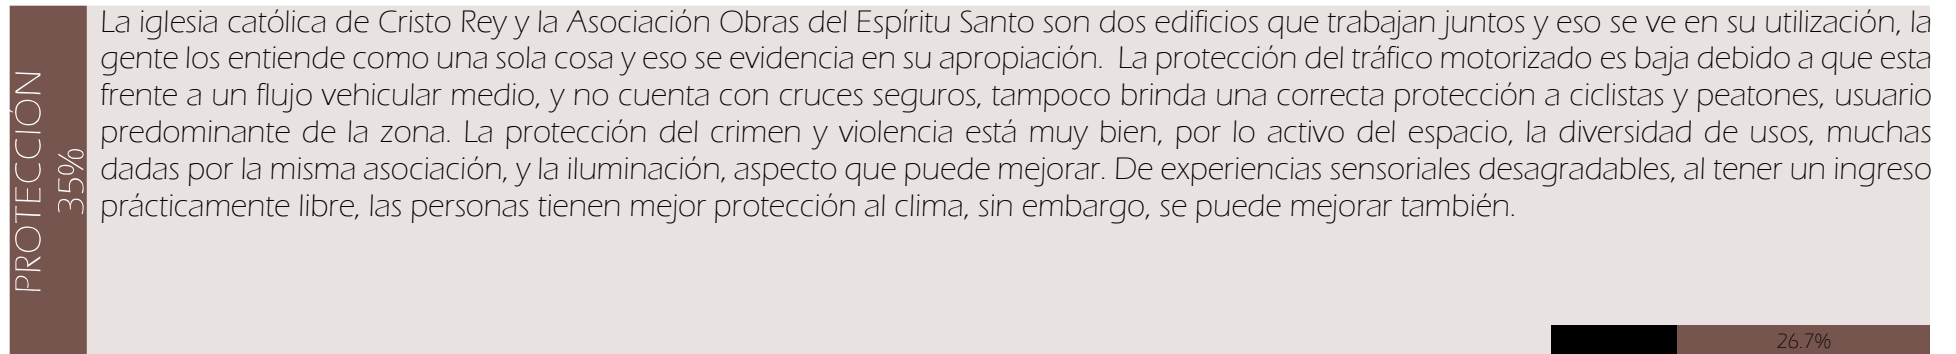 PROTECCIÓN
35%
La iglesia católica de Cristo Rey y la Asociación Obras del Espíritu Santo son dos edificios que trabajan juntos y eso se ve en su utilización, la
gente los entiende como una sola cosa y eso se evidencia en su apropiación. La protección del tráfico motorizado es baja debido a que esta
frente a un flujo vehicular medio, y no cuenta con cruces seguros, tampoco brinda una correcta protección a ciclistas y peatones, usuario
predominante de la zona. La protección del crimen y violencia está muy bien, por lo activo del espacio, la diversidad de usos, muchas
dadas por la misma asociación, y la iluminación, aspecto que puede mejorar. De experiencias sensoriales desagradables, al tener un ingreso
prácticamente libre, las personas tienen mejor protección al clima, sin embargo, se puede mejorar también.
26.7%